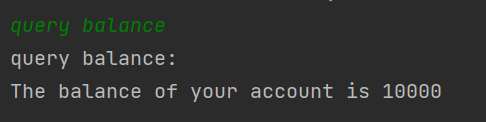 query balance
query balance:
The balance of your account is 10000